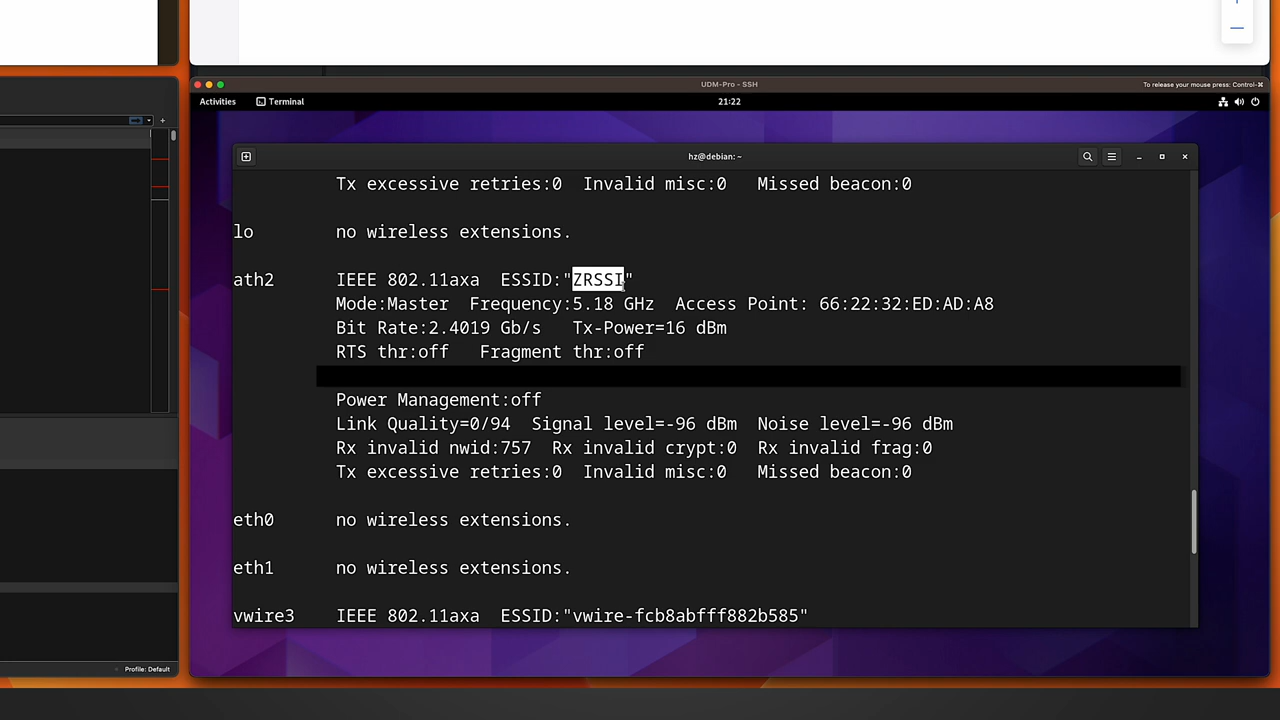 UDM-Pro - SSH
To release your mouse press: Control-⌘
Activities Terminal 21:22
hz@debian: ~
Tx excessive retries:0 Invalid misc:0 Missed beacon:0
lo no wireless extensions.
ath2 IEEE 802.11axa ESSID:"ZRSSI"
Mode:Master Frequency:5.18 GHz Access Point: 66:22:32:ED:AD:A8
Bit Rate:2.4019 Gb/s Tx-Power=16 dBm
RTS thr:off Fragment thr:off
Power Management:off
Link Quality=0/94 Signal level=-96 dBm Noise level=-96 dBm
Rx invalid nwid:757 Rx invalid crypt:0 Rx invalid frag:0
Tx excessive retries:0 Invalid misc:0 Missed beacon:0
eth0 no wireless extensions.
eth1 no wireless extensions.
vwire3 IEEE 802.11axa ESSID:"vwire-fcb8abfff882b585"
Profile: Default